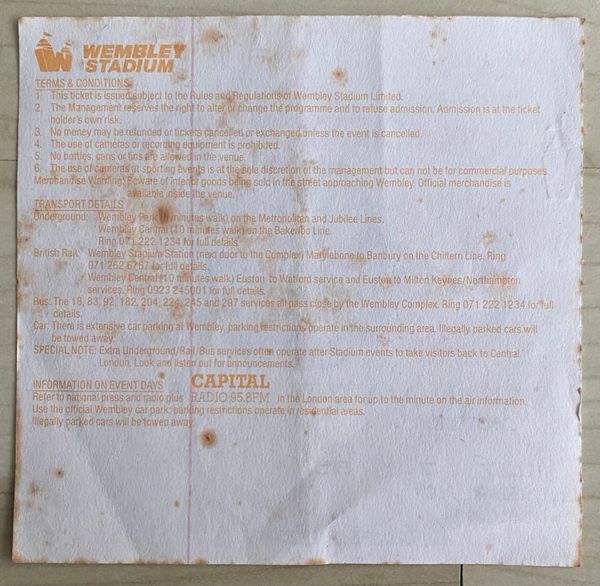 WEMBLEY
STADIUM
TERMS & CONDITIONS
1. This ticket is issued subject to the Rules and Regulations of Wembley Stadium Limited.
2. The Management reserves the right to alter or change the programme and to refuse admission. Admission is at the ticket
holder's own risk.
3. No money may be refunded or tickets cancelled or exchanged unless the event is cancelled.
4. The use of cameras or recording equipment is prohibited.
5. No bottles, cans or tins are allowed in the venue.
6. The use of cameras at sporting events is at the sole discretion of the management but can not be for commercial purposes.
Merchandise Warning: Beware of inferior goods being sold in the street approaching Wembley. Official merchandise is
available inside the venue.
TRANSPORT DETAILS
Underground: Wembley Park minutes walk) on the Metropolitan and Jubilee Lines.
Wembley Central (10 minutes walk) on the Bakerloo Line.
Ring 071 222 1234 for full details.
British Rail: Wembley Stadium Station (next door to the Complex) Marylebone to Banbury on the Chiltern Line. Ring
071 262 6767 for full details.
Wembley Central (10 minutes walk) Euston to Watford service and Euston to Milton Keynes/Northampton
services. Ring 0923 245001 for full details.
Bus: The 18, 83, 92, 182, 204, 224, 245 and 297 services all pass close by the Wembley Complex. Ring 071 222 1234 for full
details.
Car: There is extensive car parking at Wembley, parking restrictions operate in the surrounding area. Illegally parked cars will
be towed away.
SPECIAL NOTE: Extra Underground/Rail/Bus services often operate after Stadium events to take visitors back to Central
London. Look and listen out for announcements.
INFORMATION ON EVENT DAYS CAPITAL
Refer to national press and radio plus RADIO 95.8FM in the London area for up to the minute on the air information.
Use the official Wembley car park, parking restrictions operate in residential areas.
Illegally parked cars will be towed away.